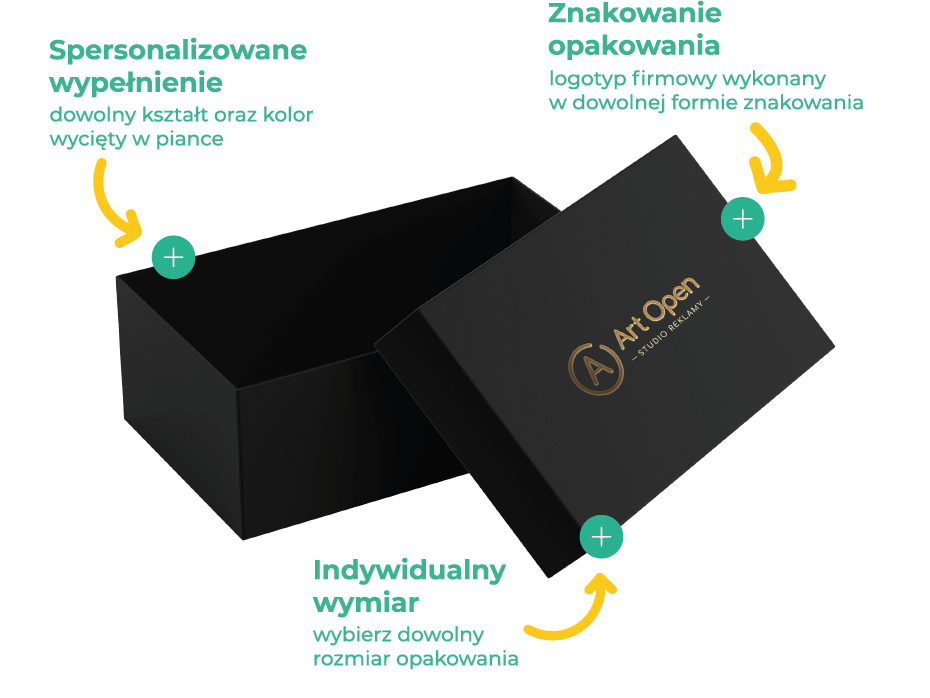 Spersonalizowane
wypełnienie
dowolny kształt oraz kolor
wycięty w piance
Znakowanie
opakowania
logotyp firmowy wykonany
w dowolnej formie znakowania
A
Art Open
– STUDIO REKLAMY –
Indywidualny
wymiar
wybierz dowolny
rozmiar opakowania